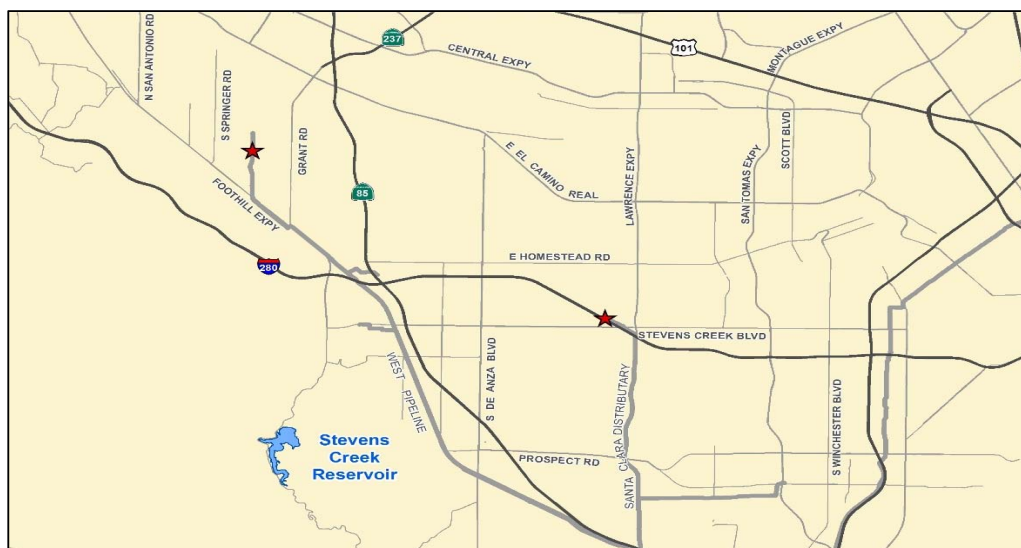 N SAN ANTONIO RD
237
CENTRAL EXPY
101
MONTAGUE EXPY
S SPRINGER RD
GRANT RD
FOOTHILL EXPY
85
E EL CAMINO REAL
LAWRENCE EXPY
SAN TOMAS EXPY
SCOTT BLVD
280
E HOMESTEAD RD
STEVENS CREEK BLVD
WEST PIPELINE
S DE ANZA BLVD
SANTA CLARA DISTRIBUTARY
S WINCHESTER BLVD
Stevens
Creek
Reservoir
PROSPECT RD